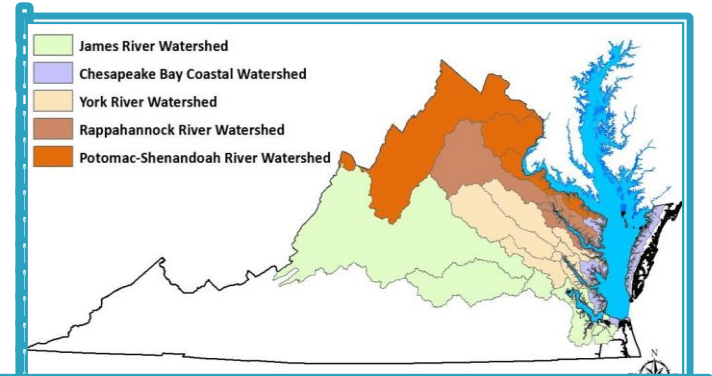 James River Watershed
Chesapeake Bay Coastal Watershed
York River Watershed
Rappahannock River Watershed
Potomac-Shenandoah River Watershed
N